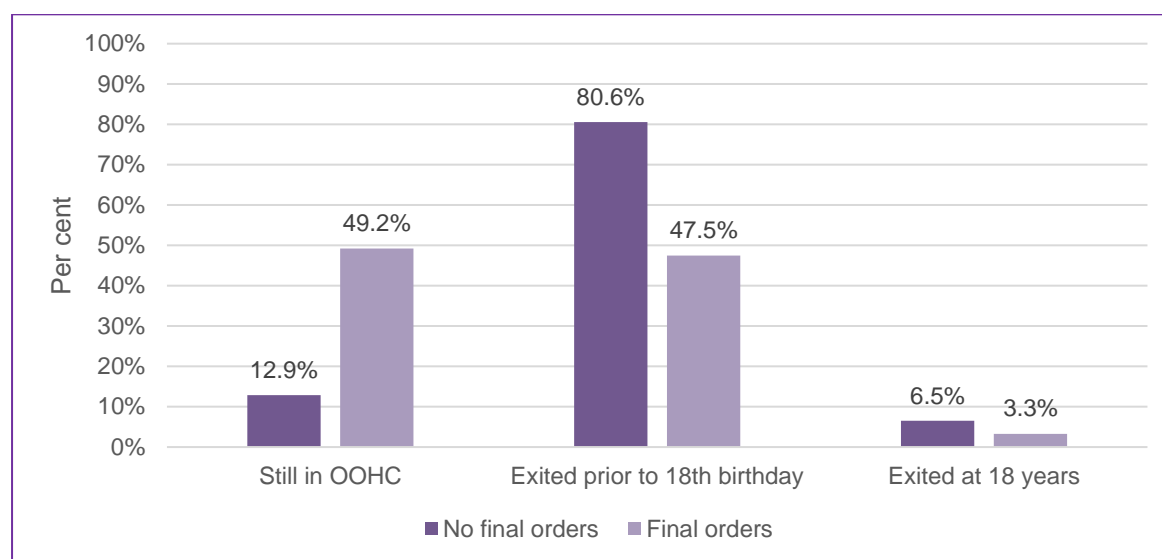 100%
90%
80%
70%
60%
50%
40%
30%
20%
10%
0%
Per cent
80.6%
49.2%
47.5%
12.9%
6.5%
3.3%
Still in OOHC
Exited prior to 18th birthday
Exited at 18 years
No final orders
Final orders